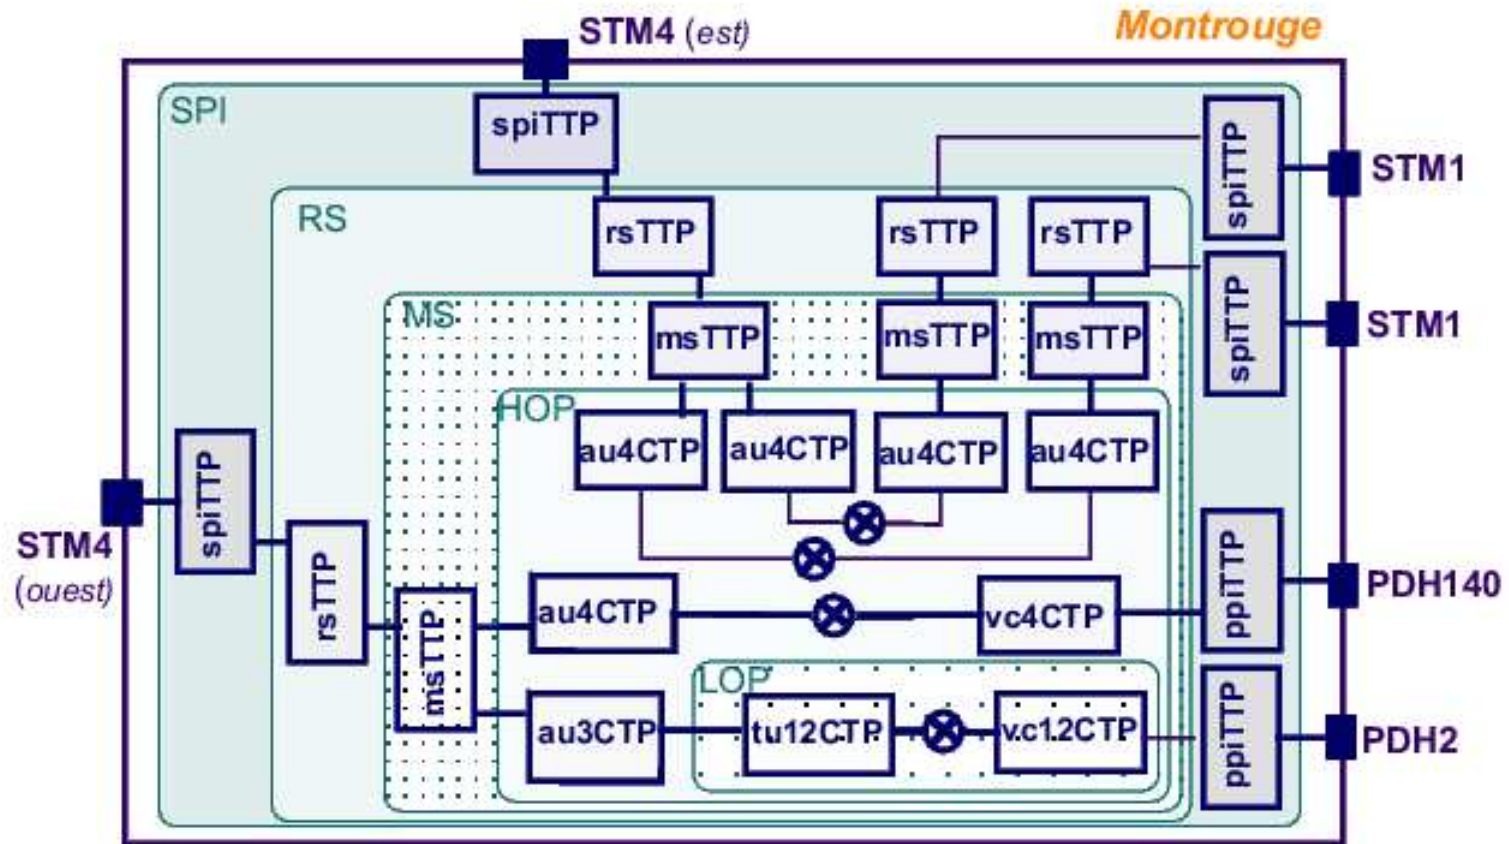 Montrouge
STM4 (est)
SPI
spiTTP
spiTTP
STM1
RS
rsTTP
rsTTP
rsTTP
spiTTP
STM1
MS
msTTP
msTTP
msTTP
HOP
au4CTP
au4CTP
au4CTP
au4CTP
spiTTP
STM4
(ouest)
rsTTP
msTTP
au4CTP
vc4CTP
ppiTTP
PDH140
LOP
au3CTP
tu12CTP
vc12CTP
ppiTTP
PDH2